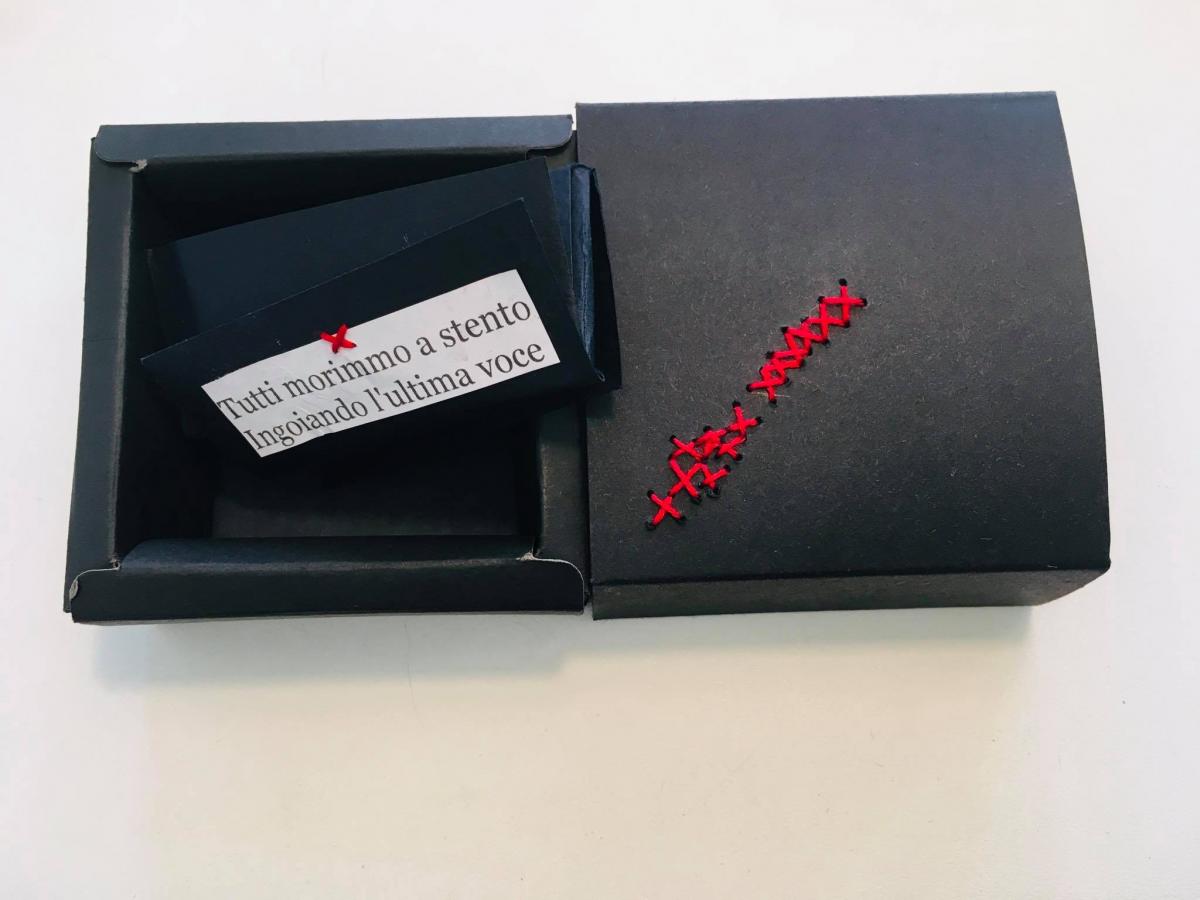 Tutti morimmo a stento
Ingoiando l'ultima voce